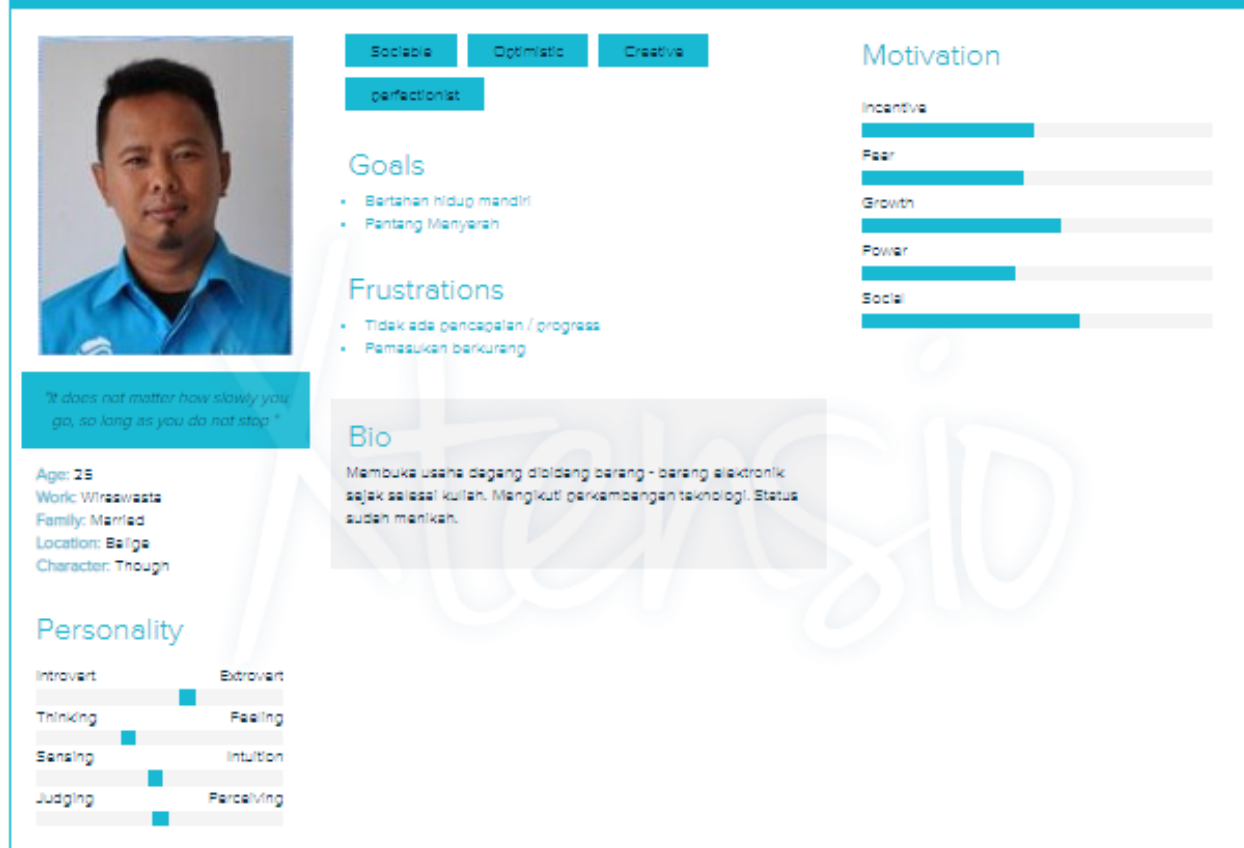 Sociable
Optimistic
Creative
perfectionist
Goals
Bertahan hidup mandiri
Pantang Menyerah
Frustrations
Tidak ada pencapaian / progress
Pemasukan berkurang
Bio
Membuka usaha dagang dibidang barang - barang elektronik
sejak selesai kuliah. Mengikuti perkembangan teknologi. Status
sudah menikah.
Motivation
Incentive
Fear
Growth
Power
Social
"It does not matter how slowly you
go, so long as you do not stop "
Age: 25
Work: Wiraswasta
Family: Married
Location: Balige
Character: Though
Personality
Introvert Extrovert
Thinking Feeling
Sensing Intuition
Judging Perceiving
xtensio